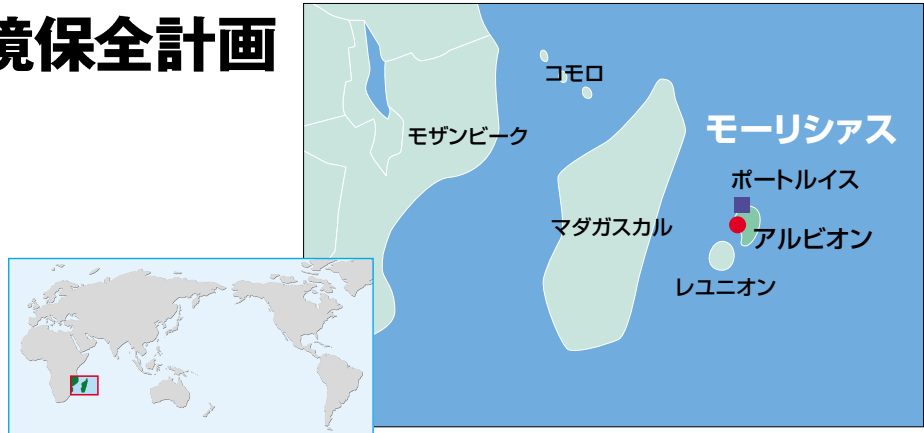 境保全計画
コモロ
モザンビーク
モーリシァス
ポートルイス
マダガスカル
アルビオン
レユニオン